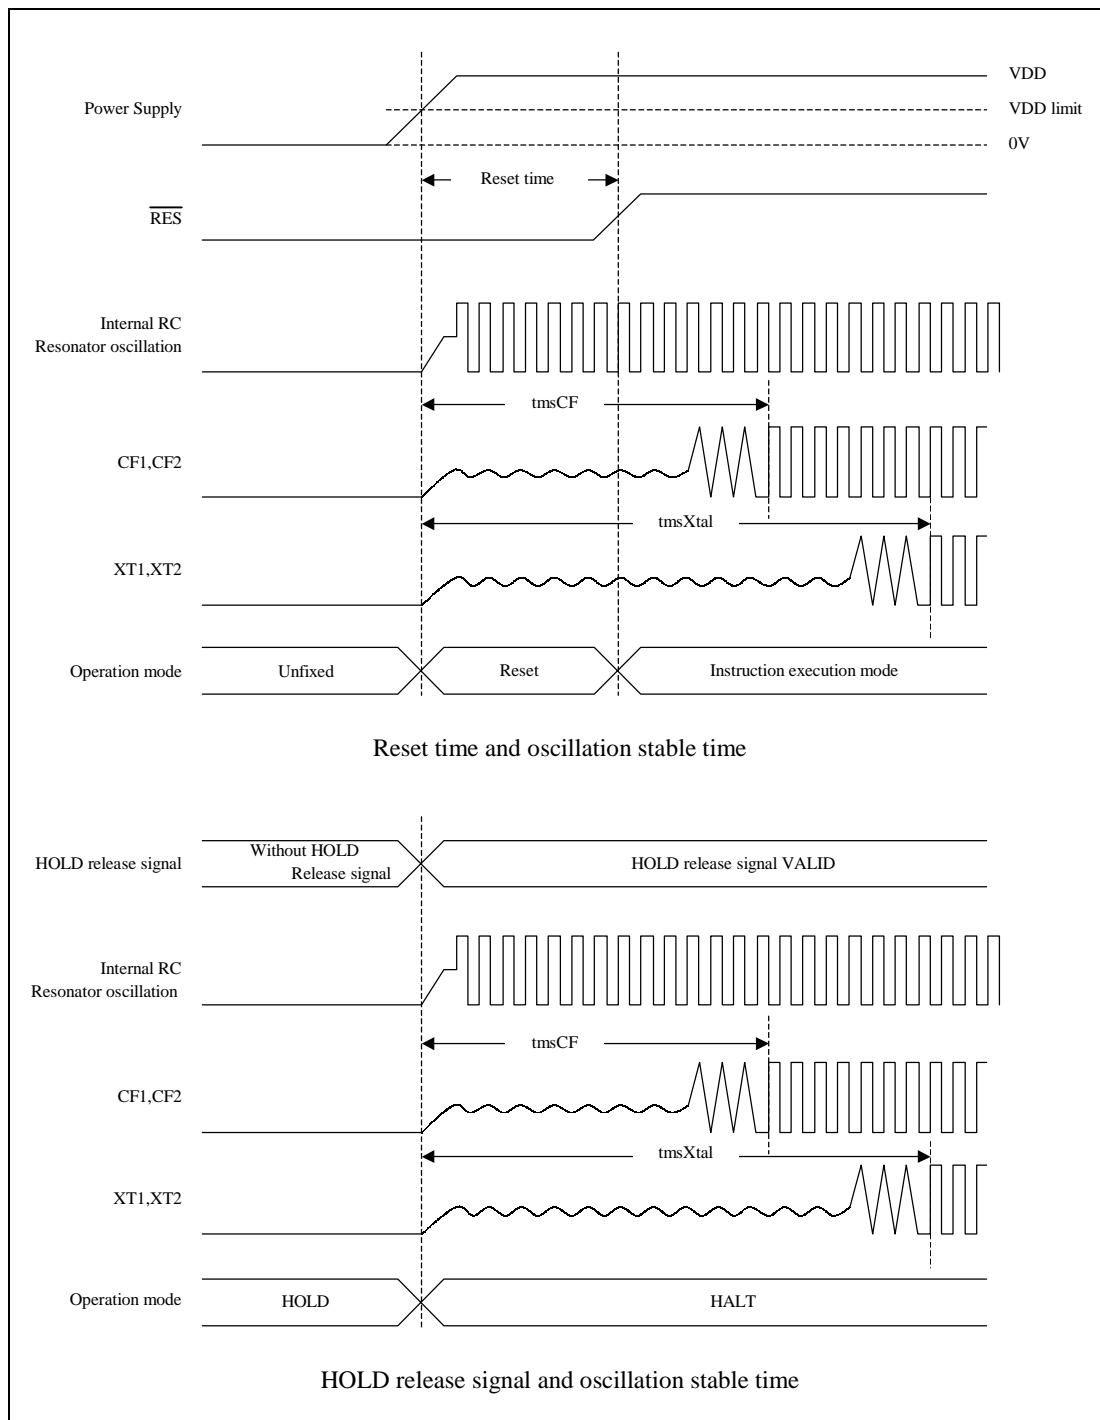 VDD
Power Supply
VDD limit
0V
Reset time
RES
Internal RC
Resonator oscillation
tmsCF
CF1,CF2
tmsXtal
XT1,XT2
Operation mode
Unfixed
Reset
Instruction execution mode
Reset time and oscillation stable time
HOLD release signal
Without HOLD
Release signal
HOLD release signal VALID
Internal RC
Resonator oscillation
tmsCF
CF1,CF2
tmsXtal
XT1,XT2
Operation mode
HOLD
HALT
HOLD release signal and oscillation stable time